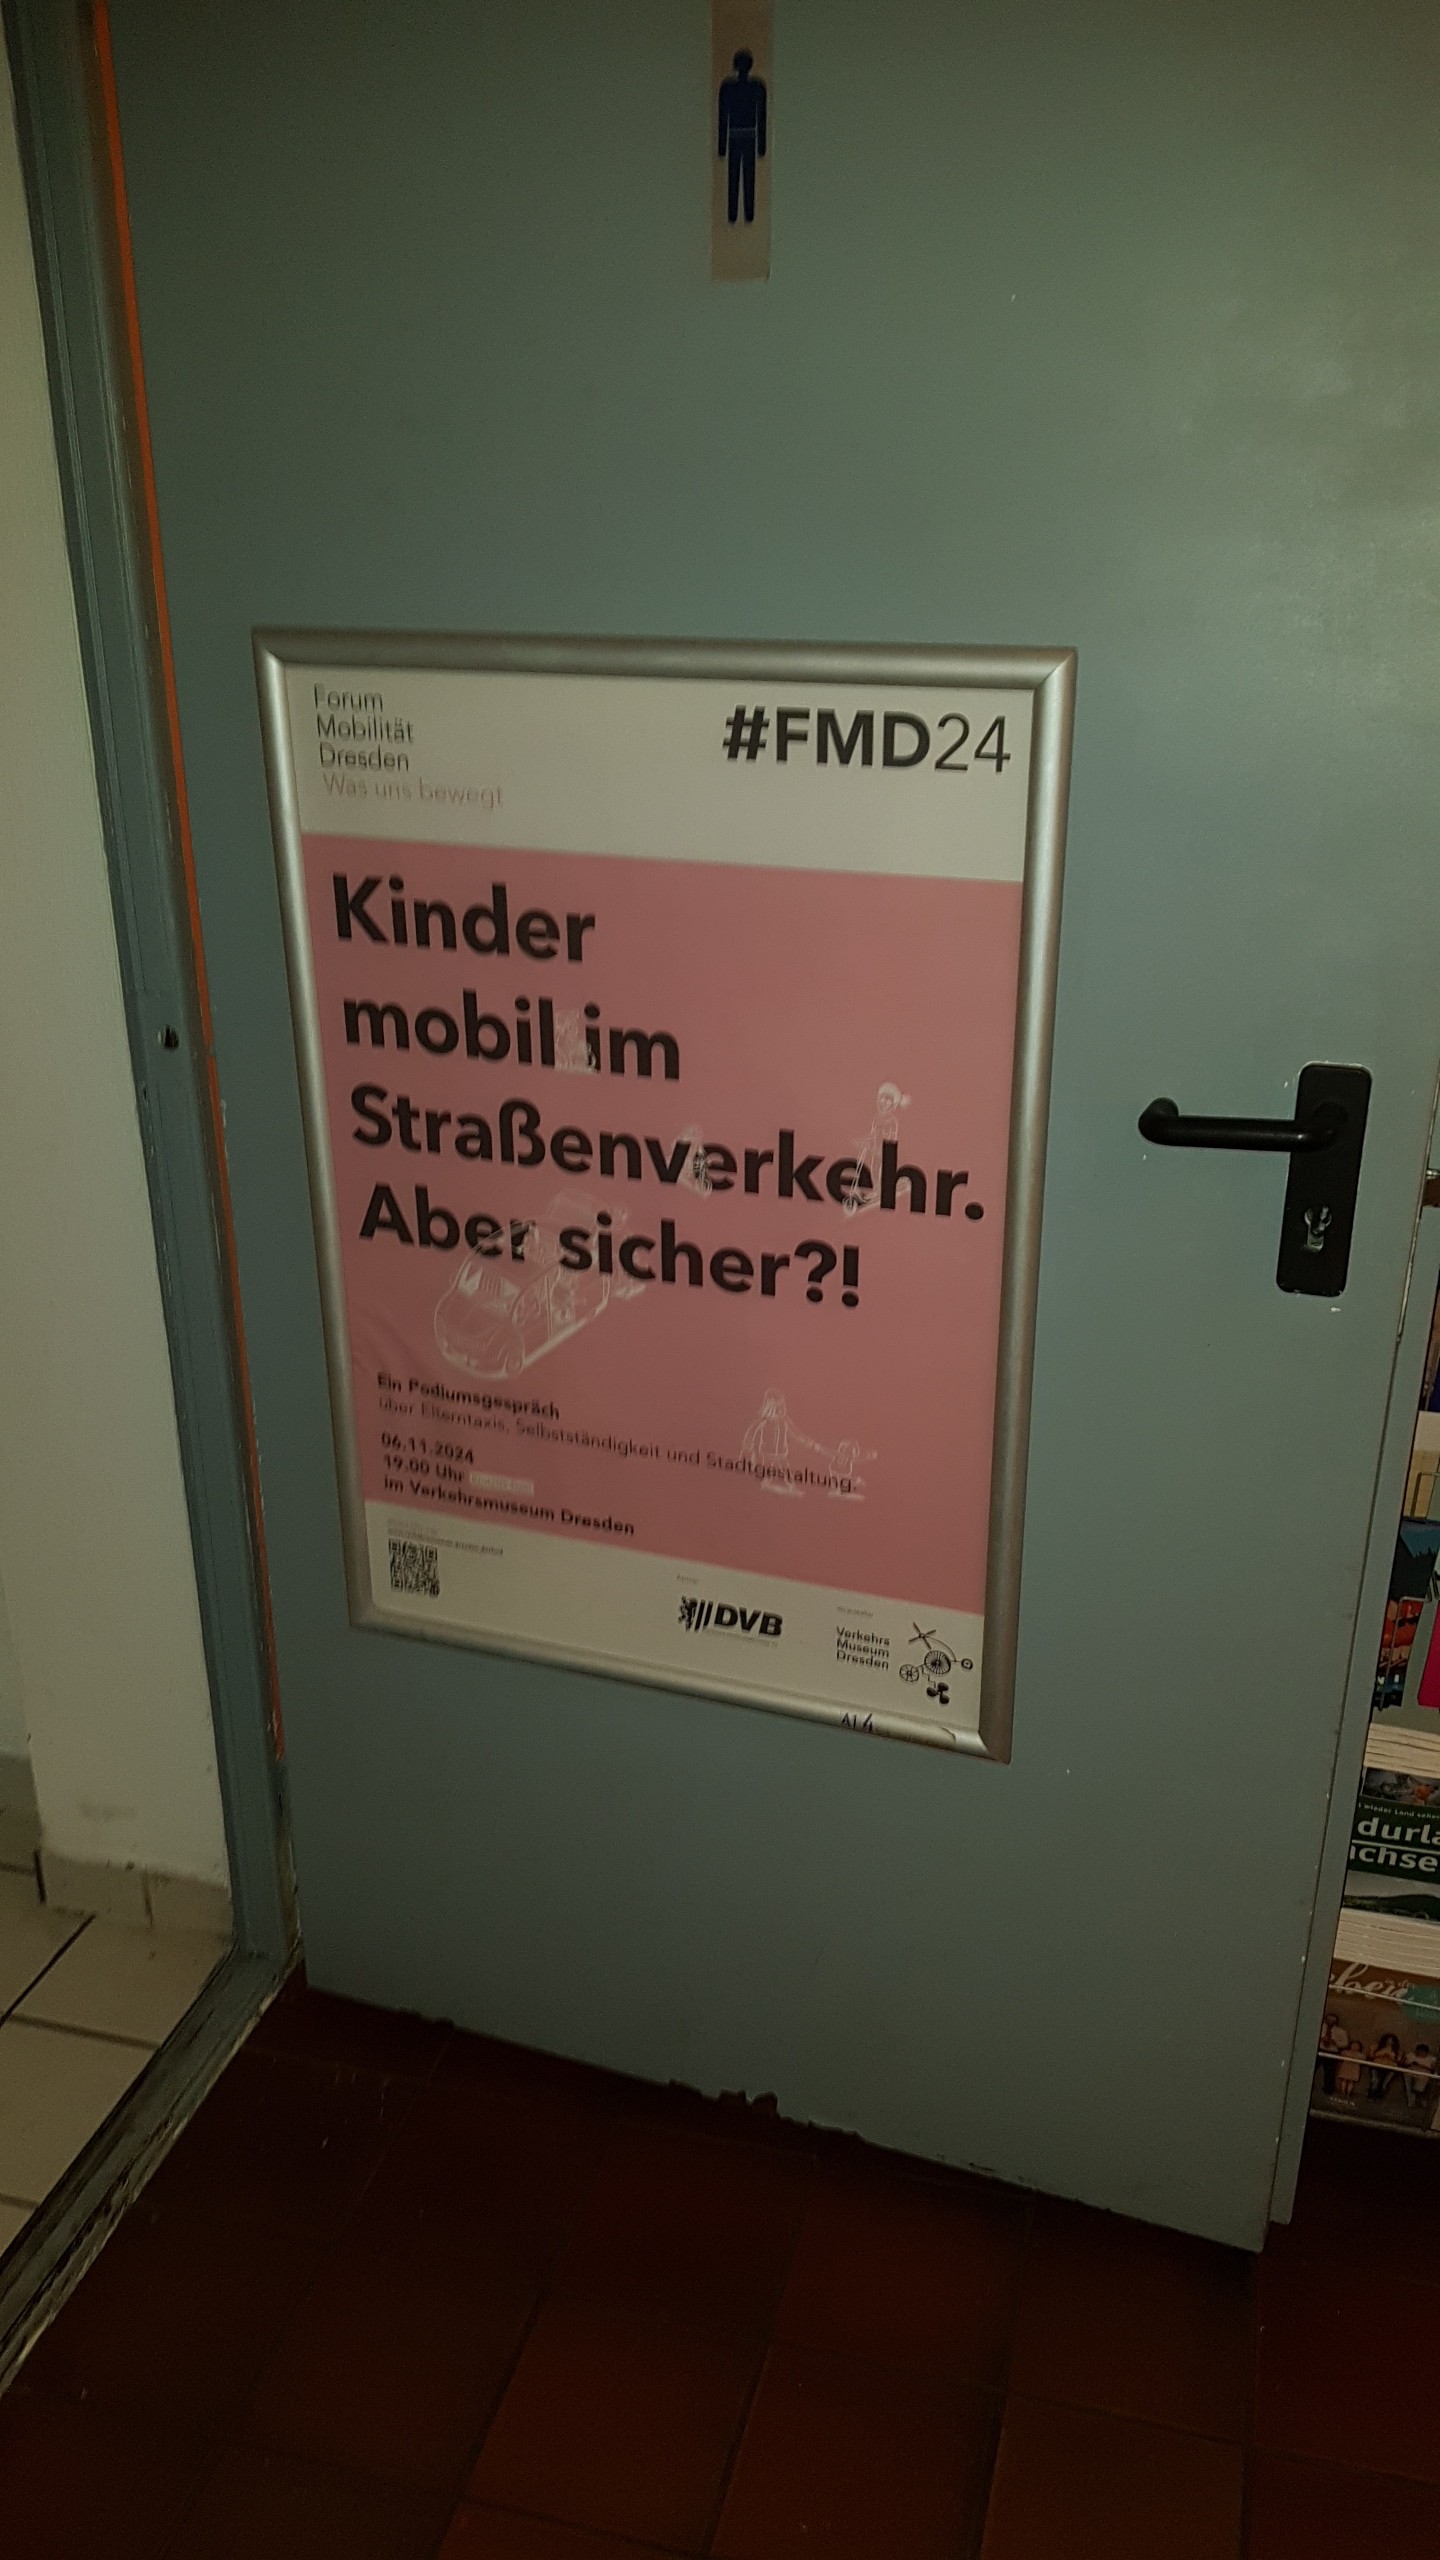 Forum
Mobilität
Dresden
Was uns bewegt
#FMD24
Kinder
mobil im
Straßenverkehr.
Aber sicher?!
Ein Podiumsgespräch
über Elterntaxis, Selbstständigkeit und Stadtgestaltung.
06.11.2024
19.00 Uhr
im Verkehrsmuseum Dresden
DVB
Verkehrs
Museum
Dresden